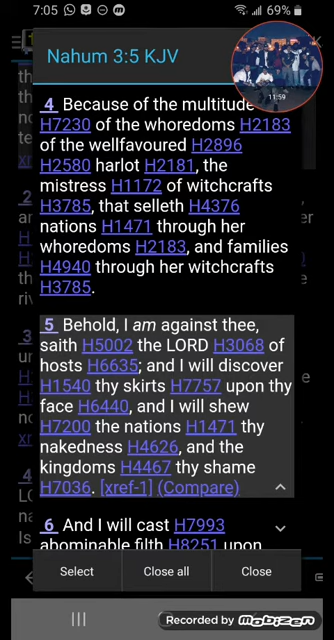 7:05
69%
Nahum 3:5 KJV
11:59
4 Because of the multitude
H7230 of the whoredoms H2183
of the wellfavoured H2896
H2580 harlot H2181, the
mistress H1172 of witchcrafts
H3785, that selleth H4376
nations H1471 through her
whoredoms H2183, and families
H4940 through her witchcrafts
H3785.
5 Behold, I am against thee,
saith H5002 the LORD H3068 of
hosts H6635; and I will discover
H1540 thy skirts H7757 upon thy
face H6440, and I will shew
H7200 the nations H1471 thy
nakedness H4626, and the
kingdoms H4467 thy shame
H7036. [xref-1] (Compare)
6 And I will cast H7993
abominable filth H8251 upon
Select Close all Close
Recorded by mobizen